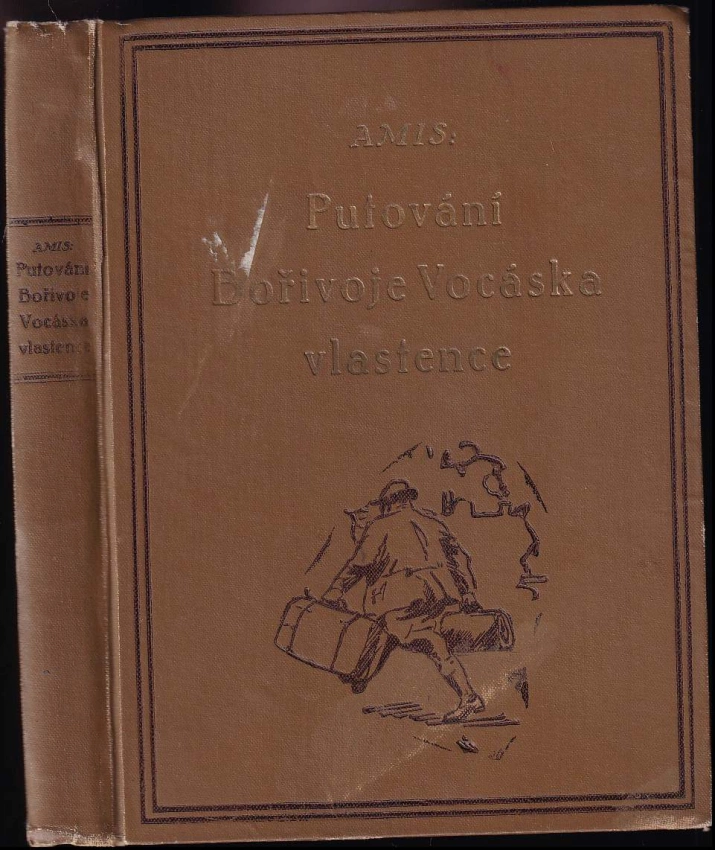 AMIS:
Putování
Bořivoje Vocáska
vlastence
AMIS:
Putování
Bořivoje
Vocáska
vlastence